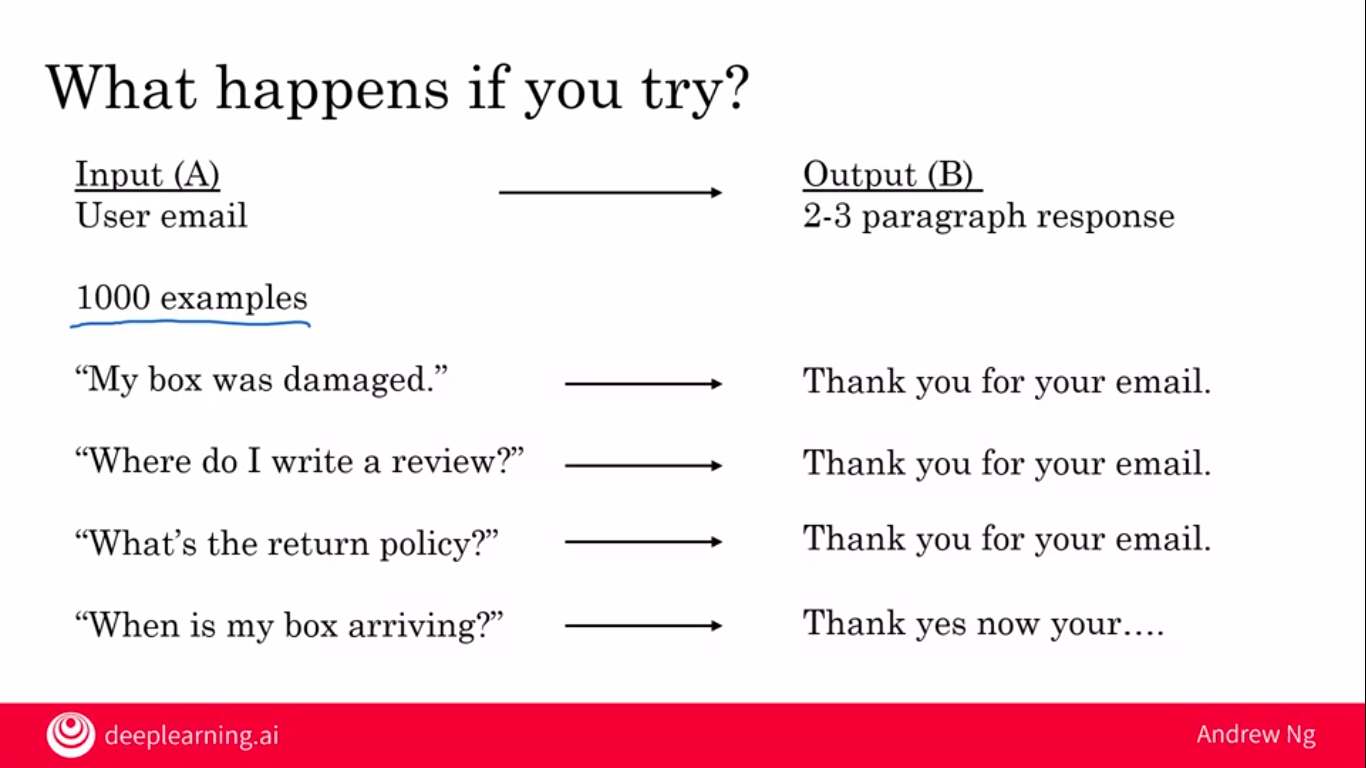 What happens if you try?
Input (A)
Output (B)
User email
2-3 paragraph response
1000 examples
“My box was damaged.”
Thank you for your email.
“Where do I write a review?”
Thank you for your email.
“What’s the return policy?”
Thank you for your email.
“When is my box arriving?”
Thank yes now your....
deeplearning.ai
Andrew Ng